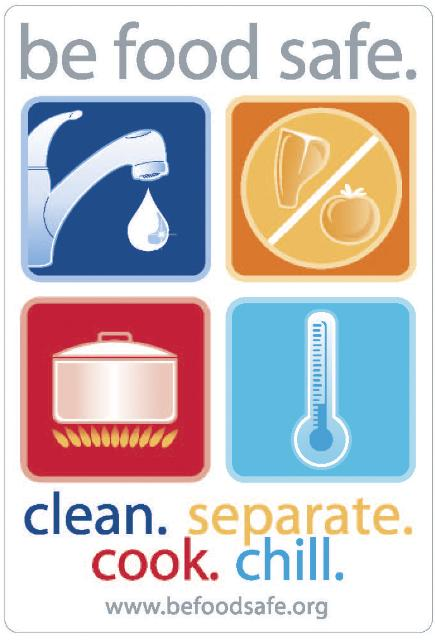 be food safe.
clean. separate.
cook. chill.
www.befoodsafe.org